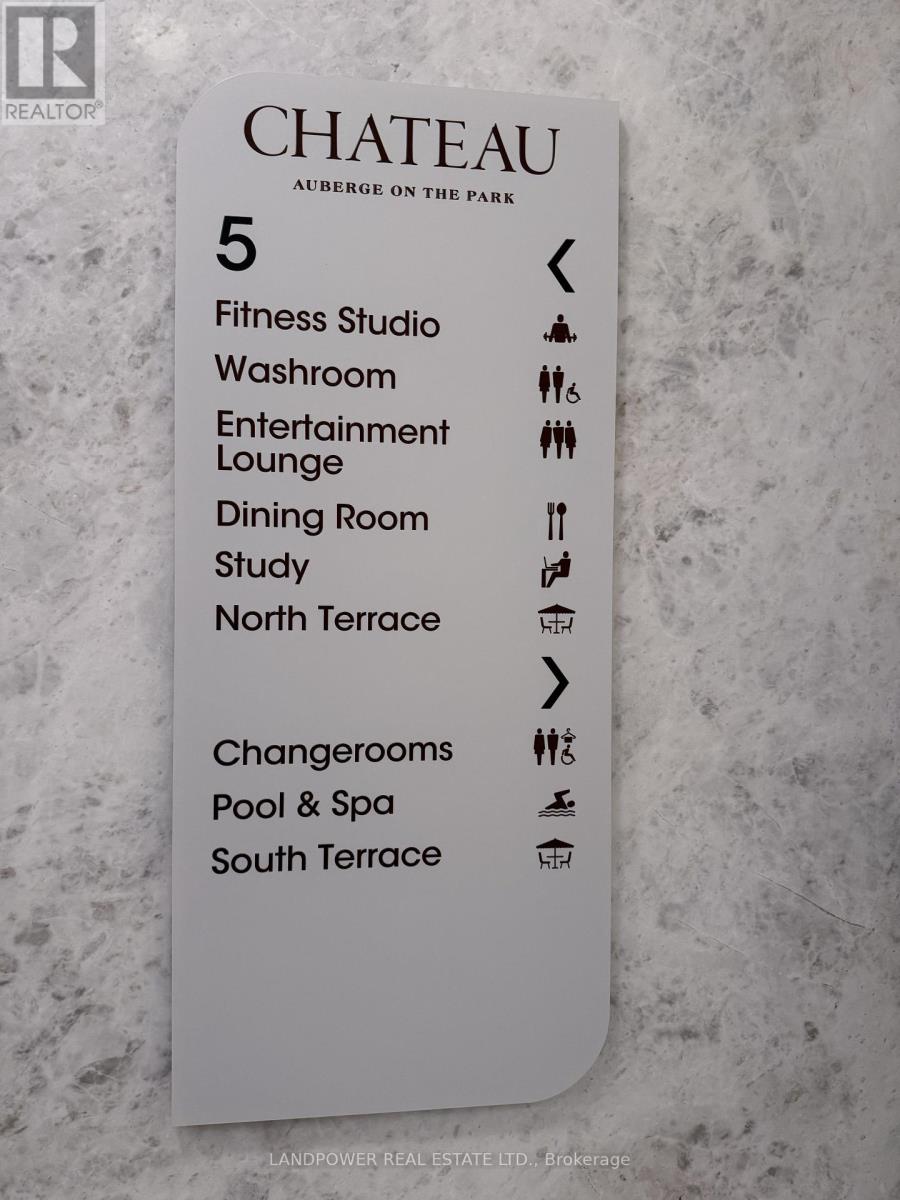 REALTOR®
CHATEAU
AUBERGE ON THE PARK
5
Fitness Studio
Washroom
Entertainment
Lounge
Dining Room
Study
North Terrace
Changerooms
Pool & Spa
South Terrace
LANDPOWER REAL ESTATE LTD., Brokerage